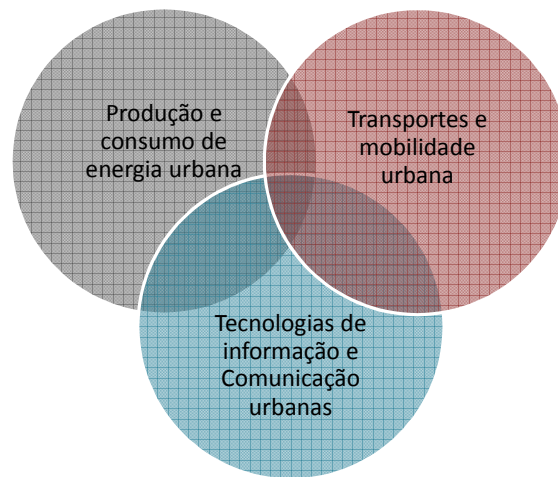 Produção e
consumo de
energia urbana
Transportes e
mobilidade
urbana
Tecnologias de
informação e
Comunicação
urbanas